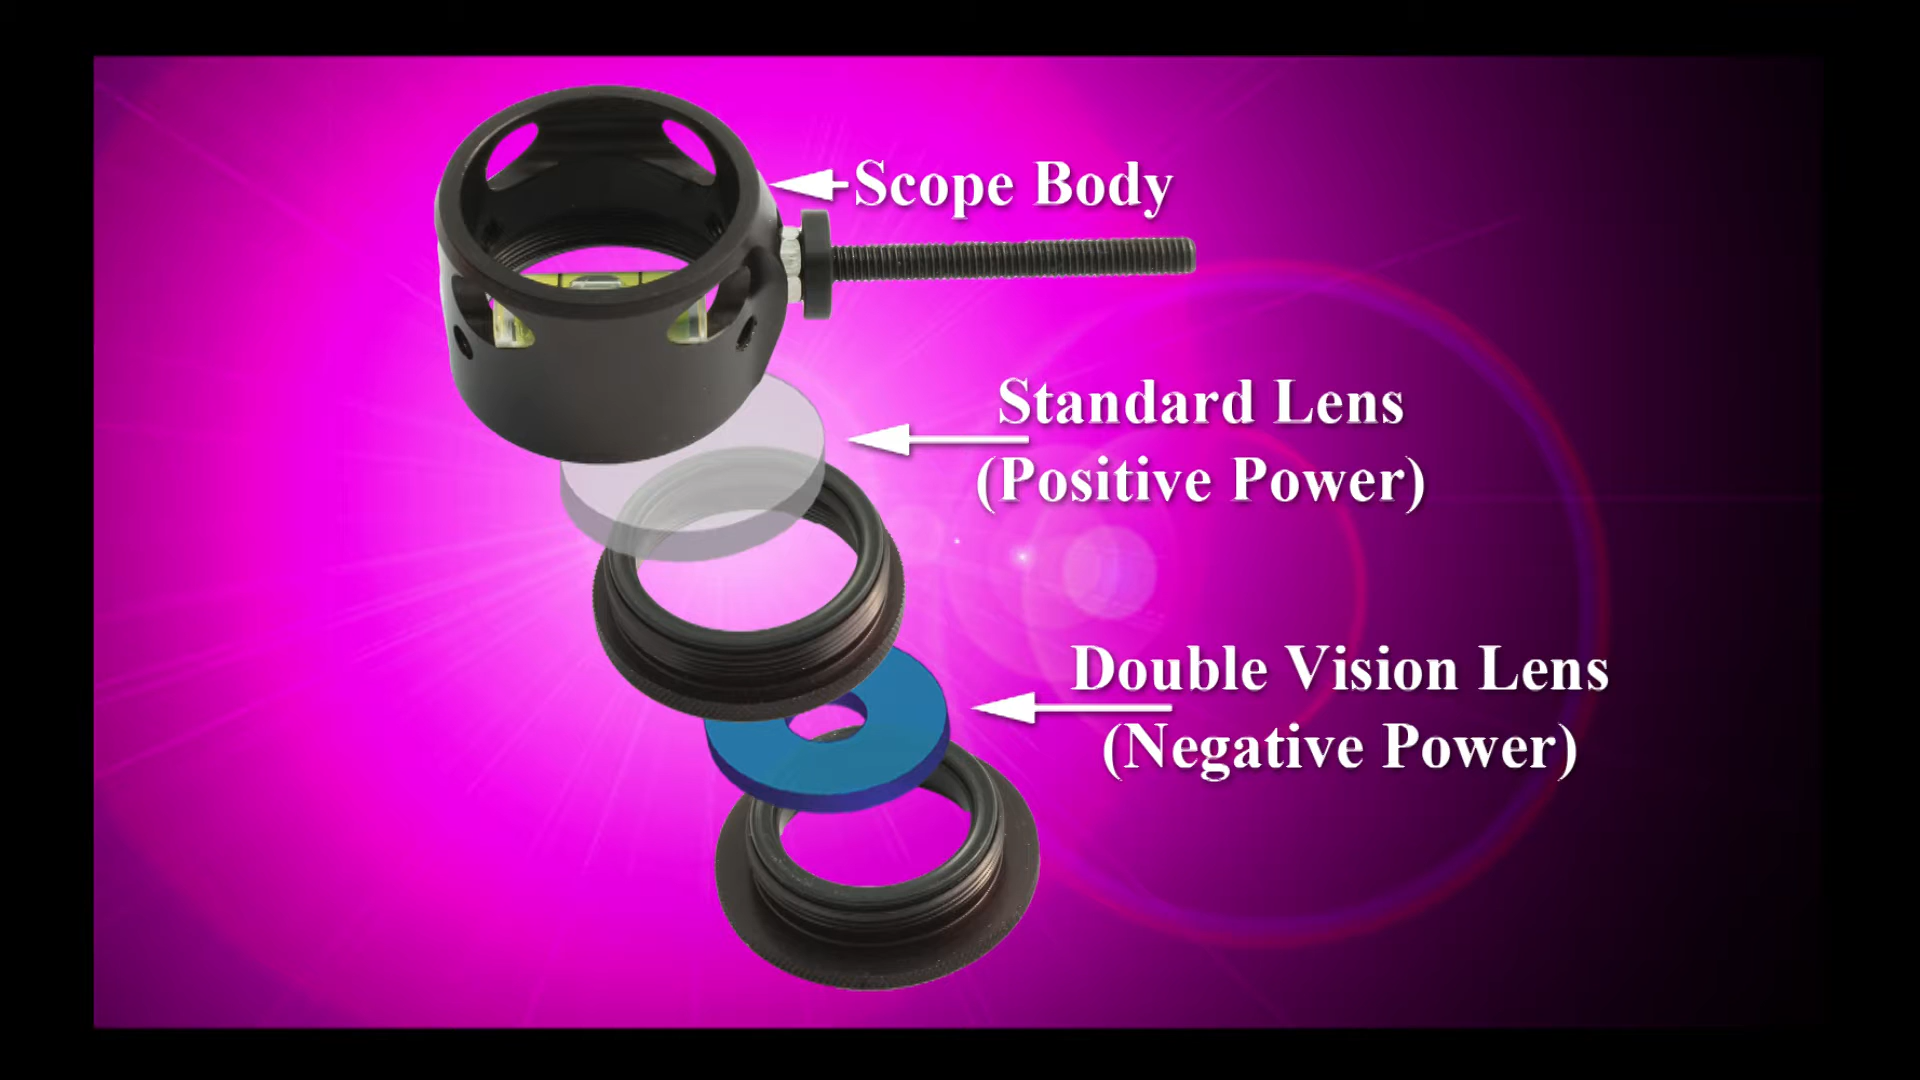 Scope Body
Standard Lens
(Positive Power)
Double Vision Lens
(Negative Power)